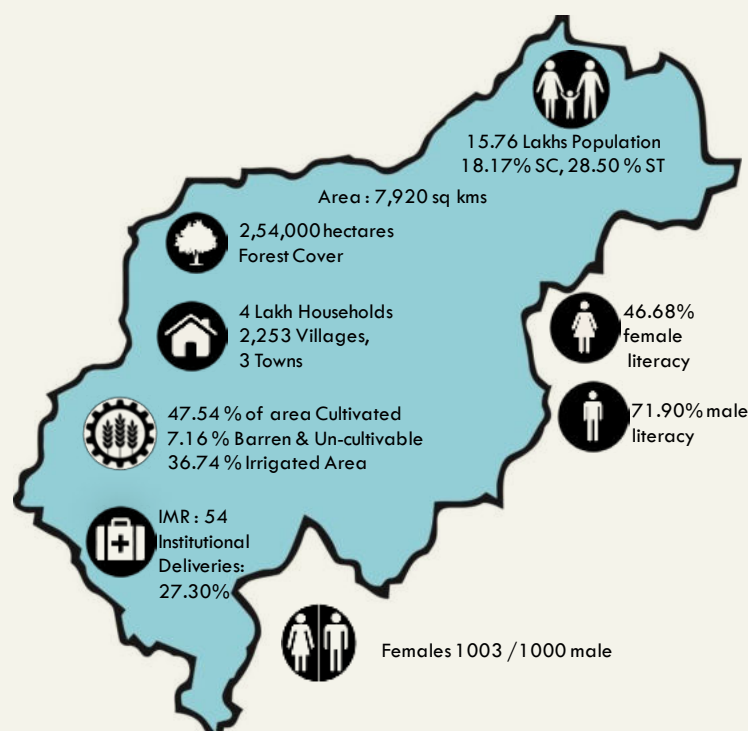 15.76 Lakhs Population
18.17% SC, 28.50 % ST
Area : 7,920 sq kms
2,54,000 hectares
Forest Cover
4 Lakh Households
2,253 Villages,
3 Towns
46.68%
female
literacy
71.90% male
literacy
47.54 % of area Cultivated
7.16 % Barren & Un-cultivable
36.74 % Irrigated Area
IMR : 54
Institutional
Deliveries:
27.30%
Females 1003 /1000 male